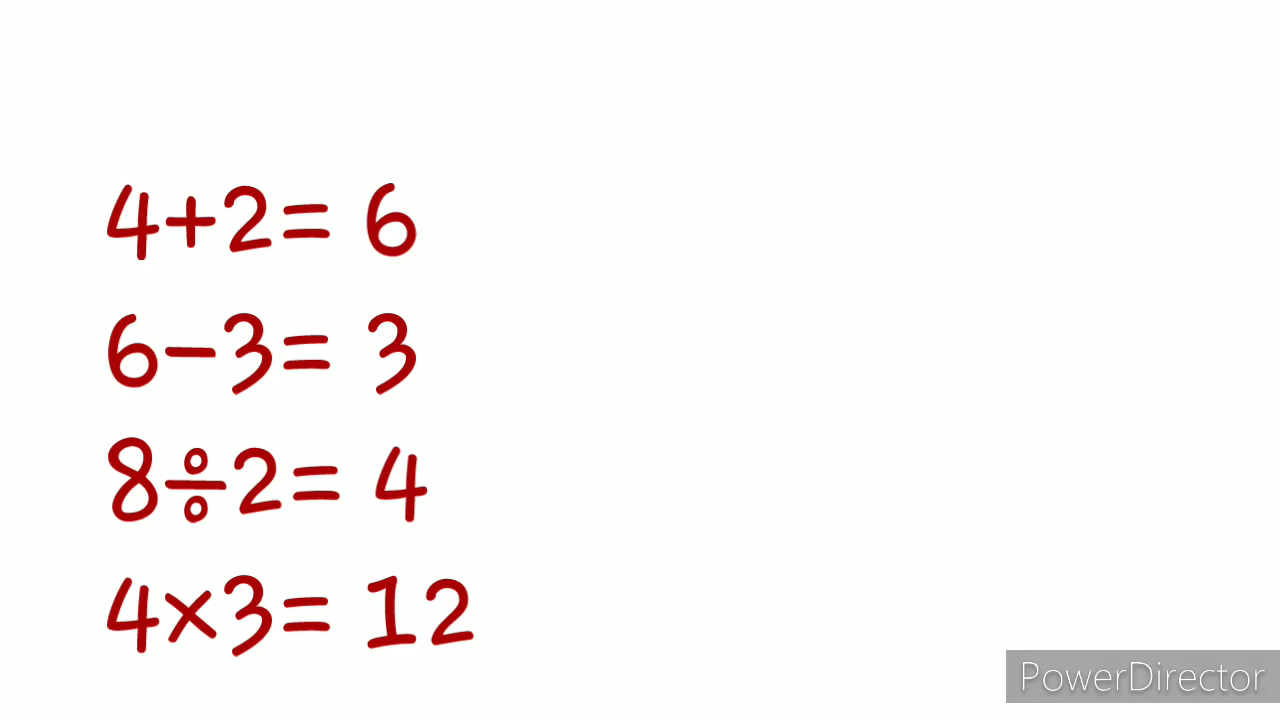 4+2= 6
6−3= 3
8÷2= 4
4×3= 12
PowerDirector